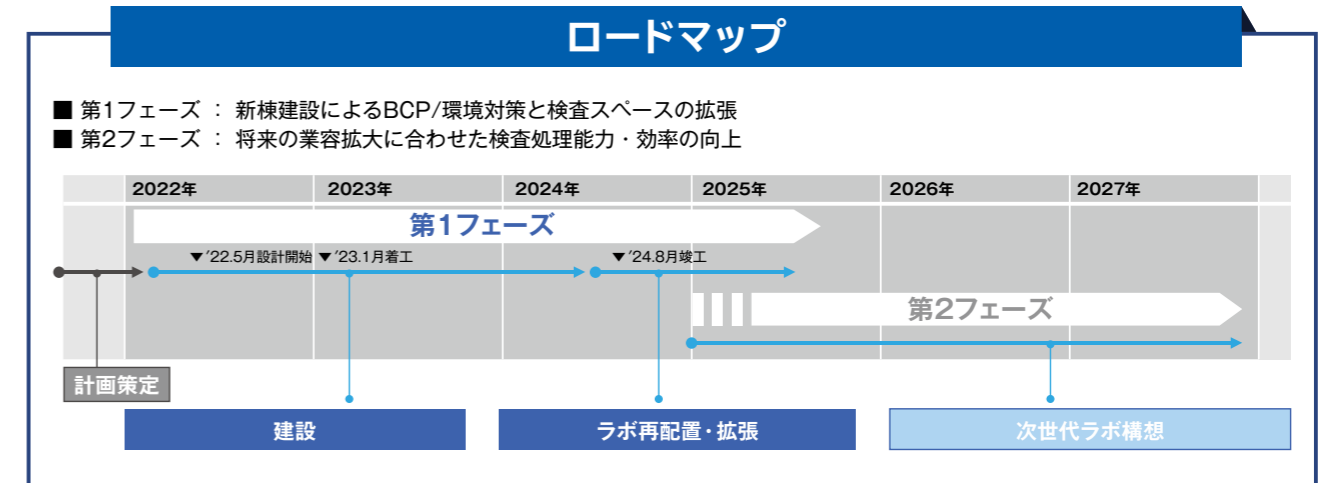 ロードマップ
■ 第1フェーズ ： 新棟建設によるBCP/環境対策と検査スペースの拡張
■ 第2フェーズ ： 将来の業容拡大に合わせた検査処理能力・効率の向上
2022年 2023年 2024年 2025年 2026年 2027年
第1フェーズ
▼'22.5月設計開始 ▼'23.1月着工 ▼'24.8月竣工
第2フェーズ
計画策定
建設 ラボ再配置・拡張 次世代ラボ構想